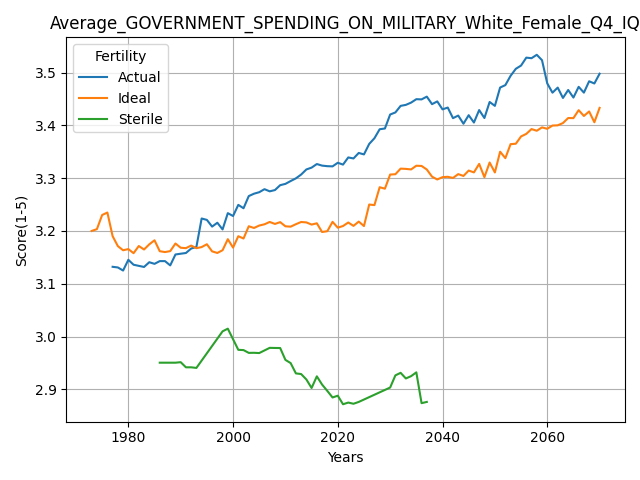 Average_GOVERNMENT_SPENDING_ON_MILITARY_White_Female_Q4_IQ
Fertility
Actual
Ideal
Sterile
Score(1-5)
3.5
3.4
3.3
3.2
3.1
3.0
2.9
1980 2000 2020 2040 2060
Years